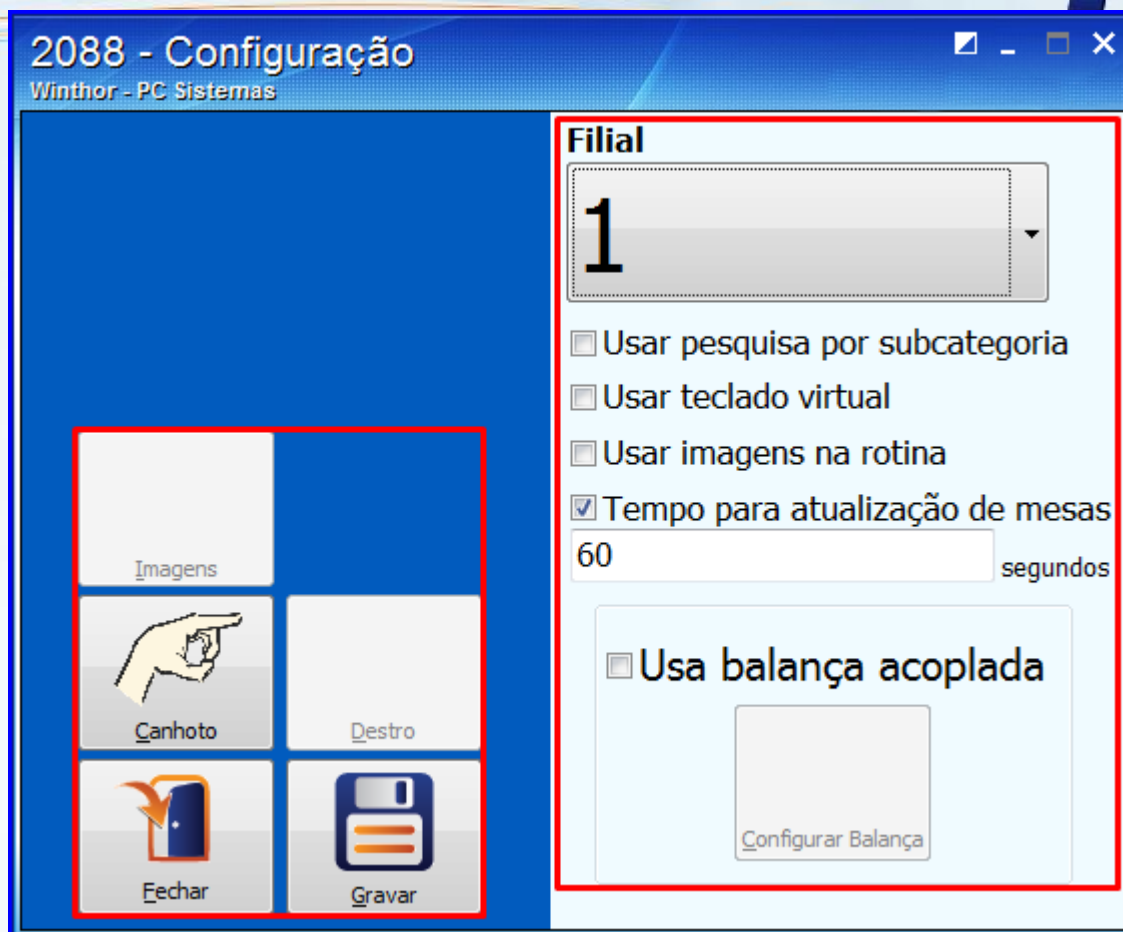 2088 - Configuração
Winthor - PC Sistemas
Filial
1
Usar pesquisa por subcategoria
Usar teclado virtual
Usar imagens na rotina
Tempo para atualização de mesas
60
segundos
Usa balança acoplada
Configurar Balança
Imagens
Canhoto
Destro
Fechar
Gravar